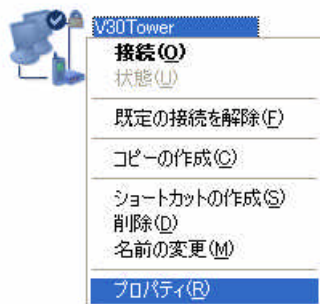 V30Tower
接続(O)
状態(U)
既定の接続を解除(F)
コピーの作成(C)
ショートカットの作成(S)
削除(D)
名前の変更(M)
プロパティ(R)